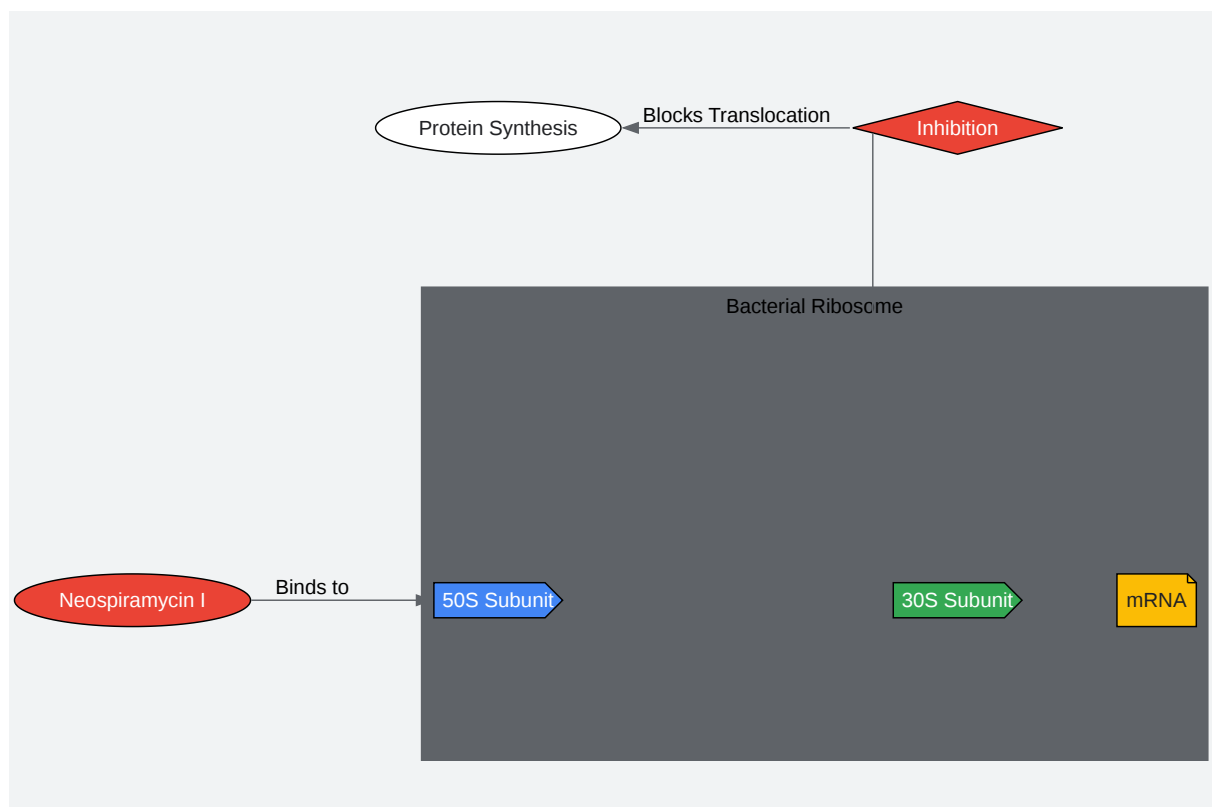 Protein Synthesis
Blocks Translocation
Inhibition
Bacterial Ribosome
Neospiramycin I
Binds to
50S Subunit
30S Subunit
mRNA